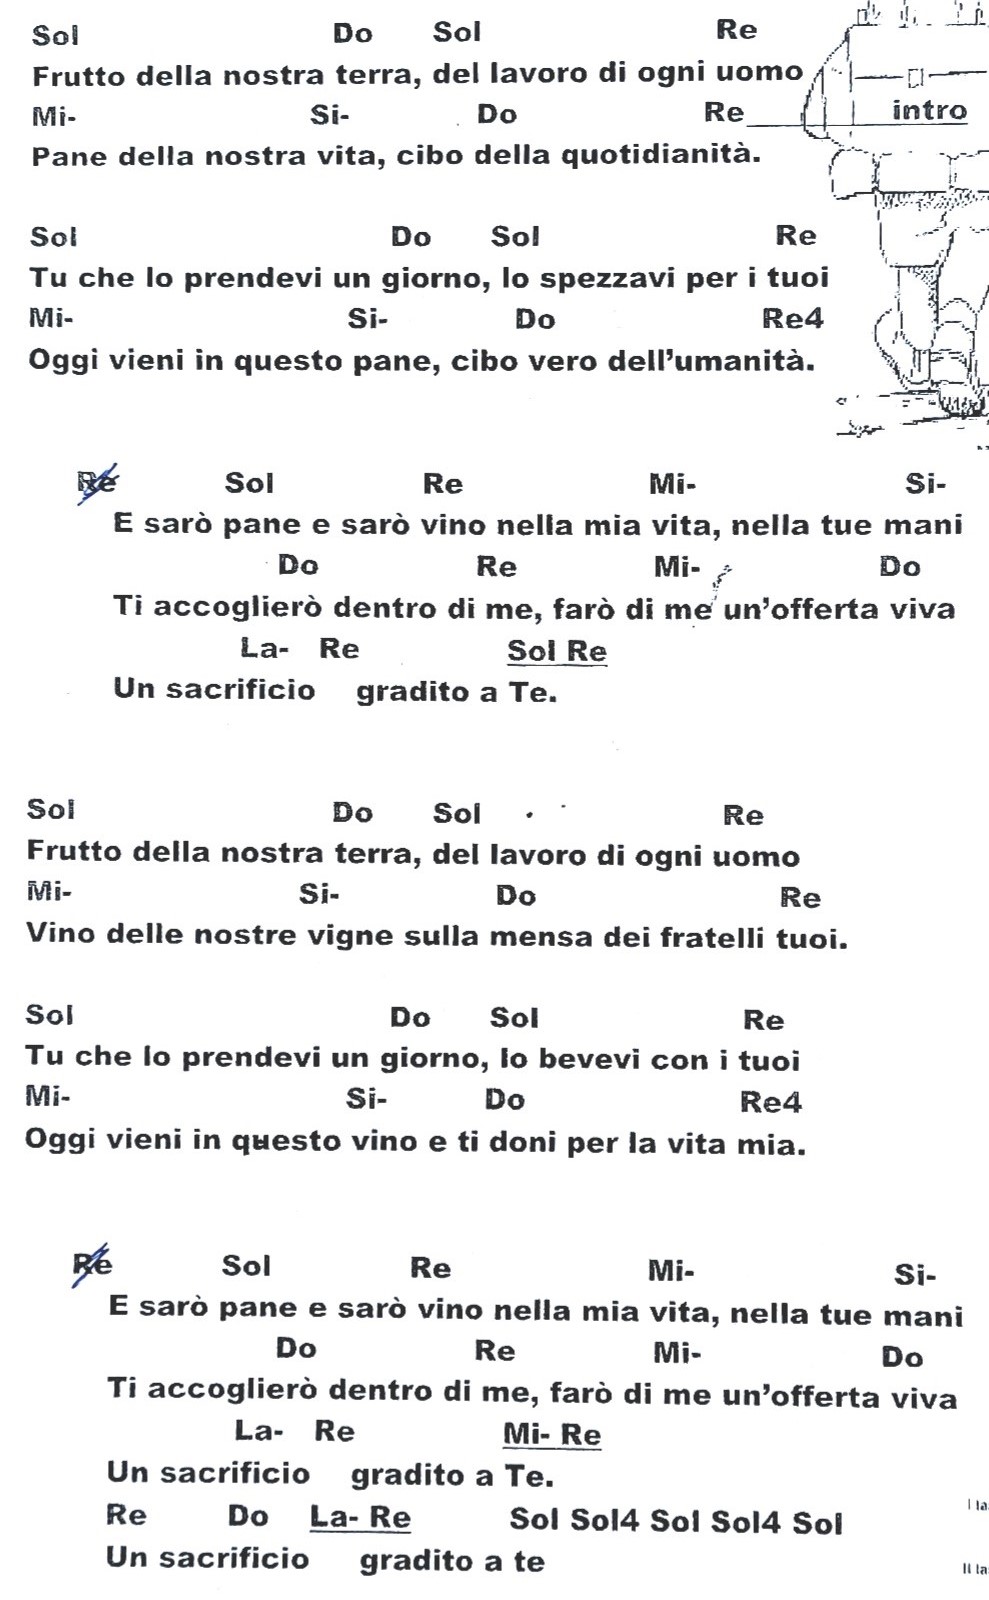 Sol Do Sol Re
Frutto della nostra terra, del lavoro di ogni uomo
Mi- Si- Do Re intro
Pane della nostra vita, cibo della quotidianità.
Sol Do Sol Re
Tu che lo prendevi un giorno, lo spezzavi per i tuoi
Mi- Si- Do Re4
Oggi vieni in questo pane, cibo vero dell’umanità.
Re Sol Re Mi- Si-
E sarò pane e sarò vino nella mia vita, nella tue mani
Do Re Mi- Do
Ti accoglierò dentro di me, farò di me un’offerta viva
La- Re Sol Re
Un sacrificio gradito a Te.
Sol Do Sol Re
Frutto della nostra terra, del lavoro di ogni uomo
Mi- Si- Do Re
Vino delle nostre vigne sulla mensa dei fratelli tuoi.
Sol Do Sol Re
Tu che lo prendevi un giorno, lo bevevi con i tuoi
Mi- Si- Do Re4
Oggi vieni in questo vino e ti doni per la vita mia.
Re Sol Re Mi- Si-
E sarò pane e sarò vino nella mia vita, nella tue mani
Do Re Mi- Do
Ti accoglierò dentro di me, farò di me un’offerta viva
La- Re Mi- Re
Un sacrificio gradito a Te.
I la
Re Do La- Re Sol Sol4 Sol Sol4 Sol
Un sacrificio gradito a te
II la